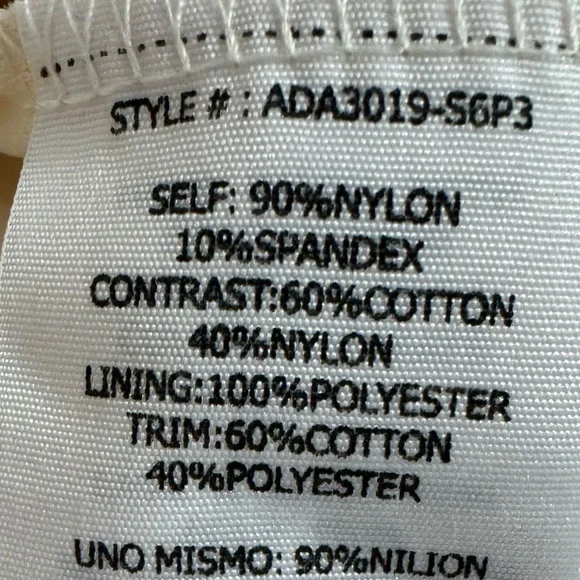 STYLE # : ADA3019-S6P3
SELF: 90%NYLON
10%SPANDEX
CONTRAST:60%COTTON
40%NYLON
LINING:100%POLYESTER
TRIM:60%COTTON
40%POLYESTER
UNO MISMO: 90%NILION